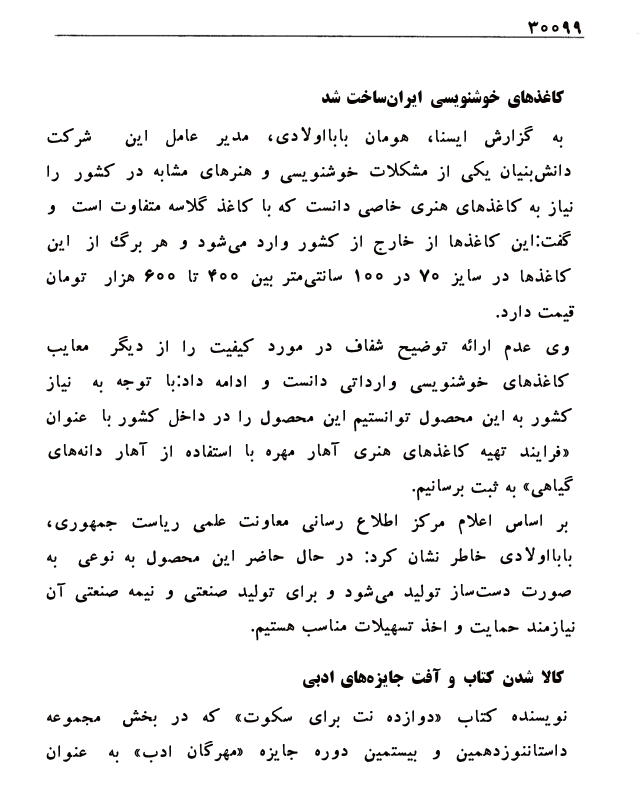 ۳۰۰۹۹
کاغذهای خوشنویسی ایران‌ساخت شد
به گزارش ایسنا، هومان بابااولادی، مدیر عامل این شرکت
دانش‌بنیان یکی از مشکلات خوشنویسی و هنرهای مشابه در کشور را
نیاز به کاغذهای هنری خاصی دانست که با کاغذ گلاسه متفاوت است و
گفت:این کاغذها از خارج از کشور وارد می‌شود و هر برگ از این
کاغذها در سایز ۷۰ در ۱۰۰ سانتی‌متر بین ۴۰۰ تا ۶۰۰ هزار تومان
قیمت دارد.
وی عدم ارائه توضیح شفاف در مورد کیفیت را از دیگر معایب
کاغذهای خوشنویسی وارداتی دانست و ادامه داد:با توجه به نیاز
کشور به این محصول توانستیم این محصول را در داخل کشور با عنوان
«فرایند تهیه کاغذهای هنری آهار مهره با استفاده از آهار دانه‌های
گیاهی» به ثبت برسانیم.
بر اساس اعلام مرکز اطلاع رسانی معاونت علمی ریاست جمهوری،
بابااولادی خاطر نشان کرد: در حال حاضر این محصول به نوعی به
صورت دست‌ساز تولید می‌شود و برای تولید صنعتی و نیمه صنعتی آن
نیازمند حمایت و اخذ تسهیلات مناسب هستیم.
کالا شدن کتاب و آفت جایزه‌های ادبی
نویسنده کتاب «دوازده نت برای سکوت» که در بخش مجموعه
داستاننوزدهمین و بیستمین دوره جایزه «مهرگان ادب» به عنوان